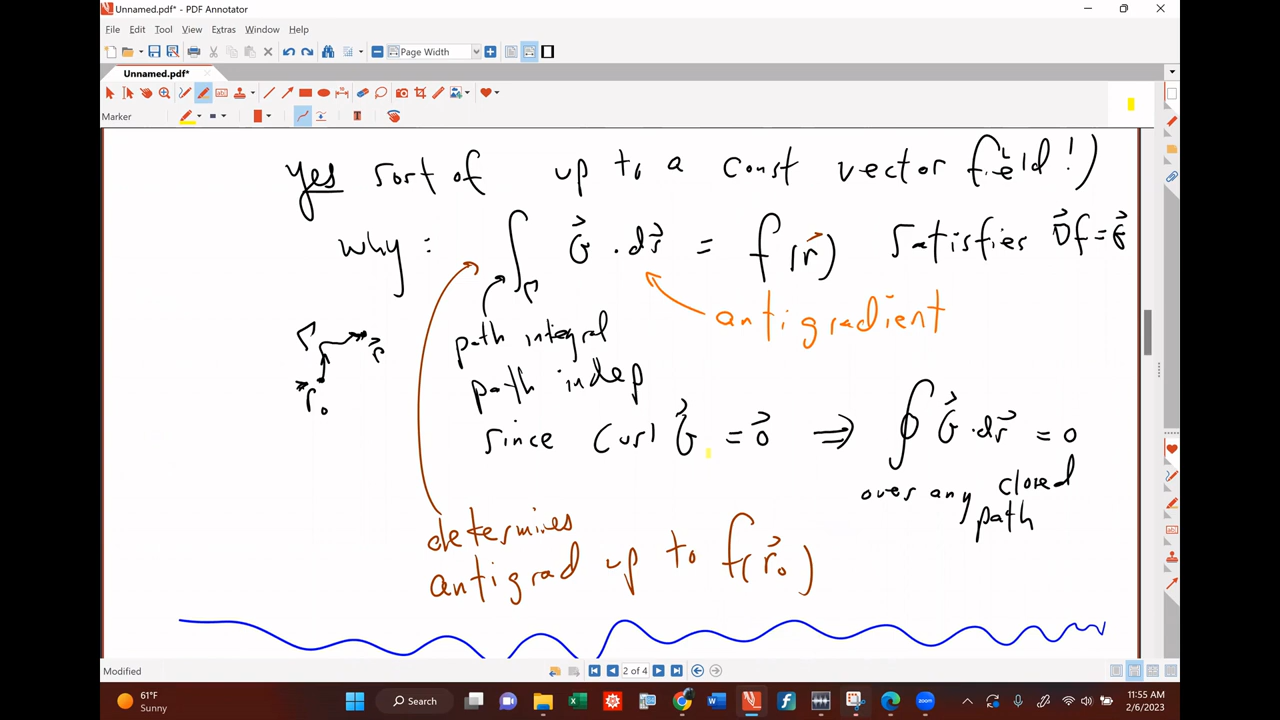 Unnamed.pdf* - PDF Annotator
File Edit Tool View Extras Window Help
Page Width
Unnamed.pdf*
Marker
yes sort of up to a const vector field!)
why: ∫_Γ G⃗ · dr⃗ = f(r⃗) satisfies ∇⃗f = G⃗
antigradient
Γ
path integral
r⃗
path indep
r⃗₀
since curl G⃗ = 0⃗ ⇒ ∮ G⃗ · dr⃗ = 0
over any closed
path
determines
antigrad up to f(r⃗₀)
Modified
2 of 4
61°F
Sunny
Search
11:55 AM
2/6/2023